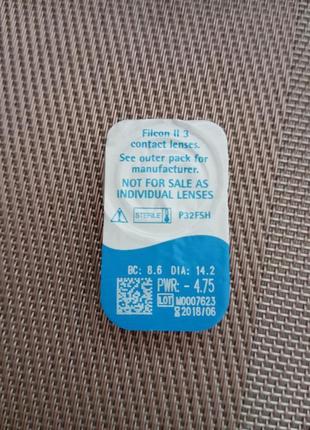 Filcon II 3
contact lenses.
See outer pack for
manufacturer.
NOT FOR SALE AS
INDIVIDUAL LENSES
STERILE P32FSH
BC: 8.6 DIA: 14.2
PWR: - 4.75
LOT M0007623
2018/06